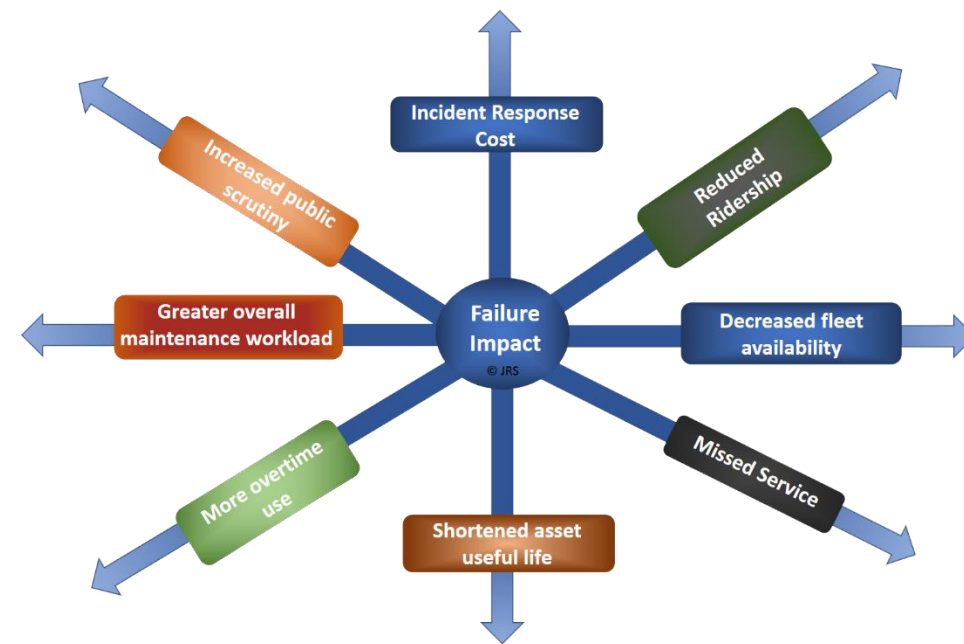 Incident Response
Cost
Increased public
scrutiny
Reduced
Ridership
Greater overall
maintenance workload
Failure
Impact
© JRS
Decreased fleet
availability
More overtime
use
Missed Service
Shortened asset
useful life